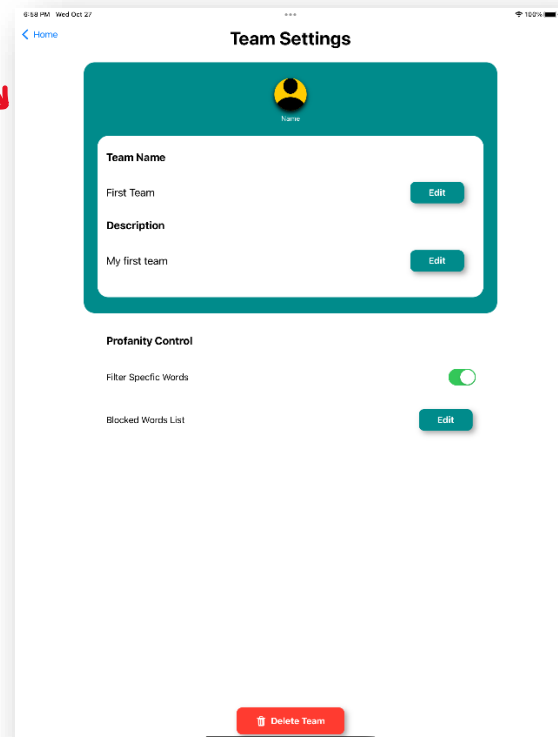 6:58 PM Wed Oct 27
100%
Home
Team Settings
Name
Team Name
First Team
Edit
Description
My first team
Edit
Profanity Control
Filter Specfic Words
Blocked Words List
Edit
Delete Team